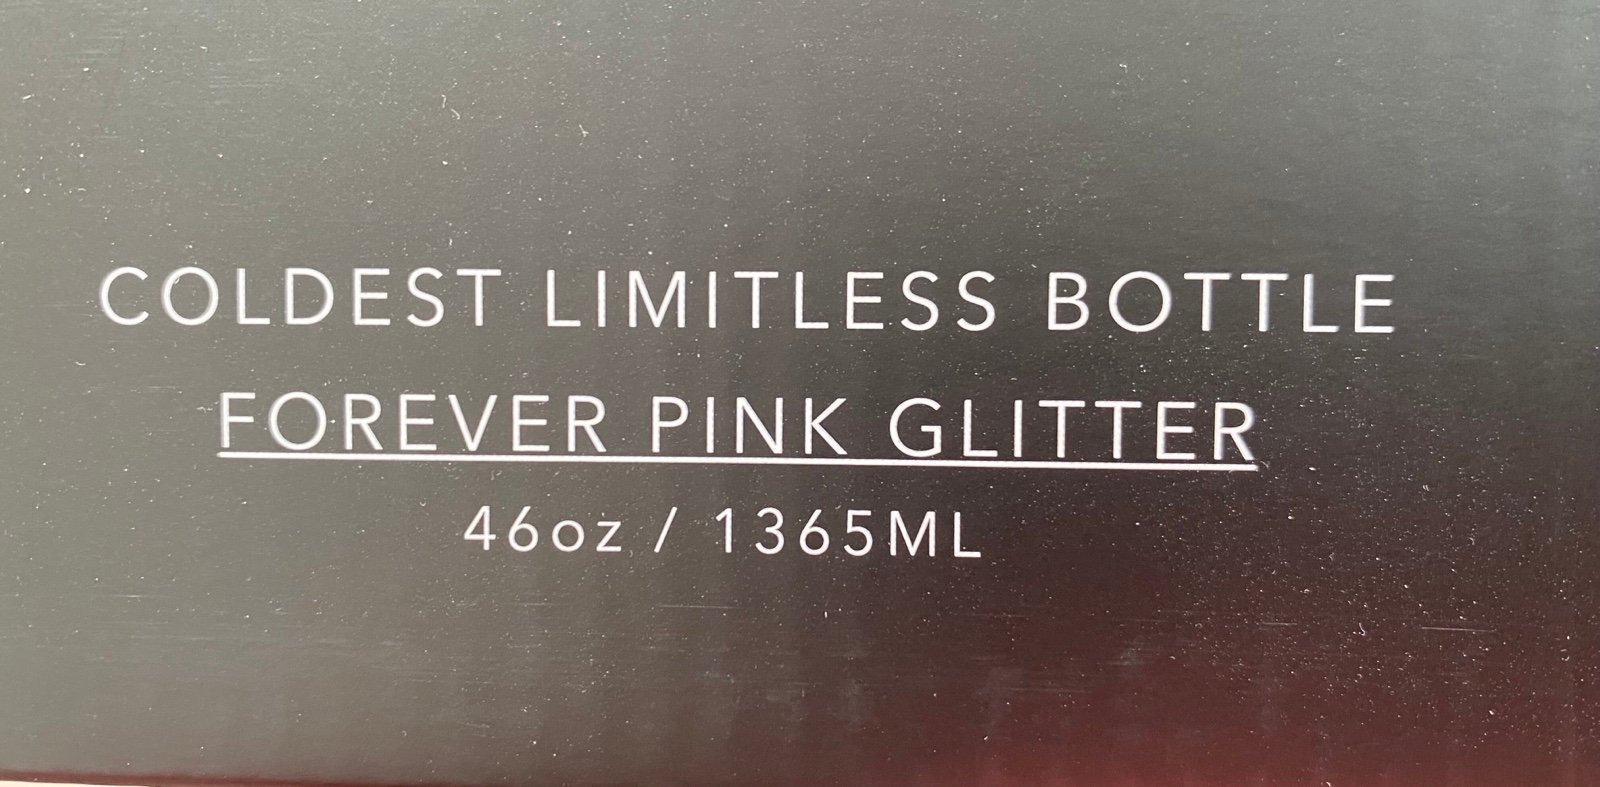 COLDEST LIMITLESS BOTTLE
FOREVER PINK GLITTER
46oz / 1365ML